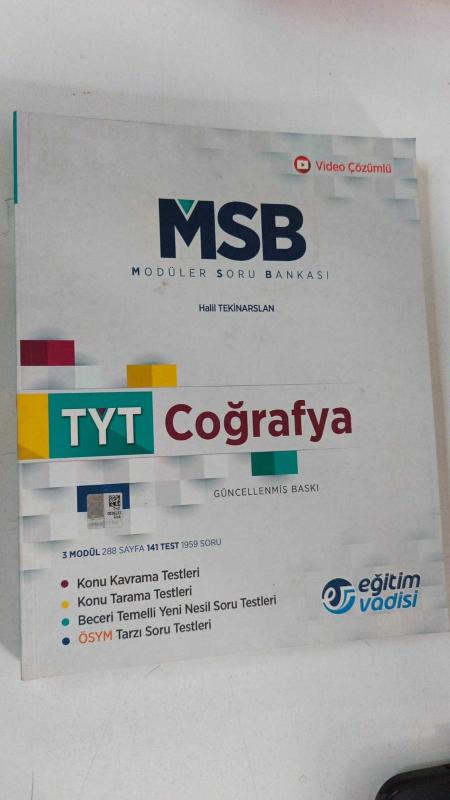 Video Çözümlü
MSB
MODÜLER SORU BANKASI
Halil TEKİNARSLAN
TYT Coğrafya
GÜNCELLENMİŞ BASKI
3 MODÜL 288 SAYFA 141 TEST 1959 SORU
Konu Kavrama Testleri
Konu Tarama Testleri
Beceri Temelli Yeni Nesil Soru Testleri
ÖSYM Tarzı Soru Testleri
eğitim
vadisi